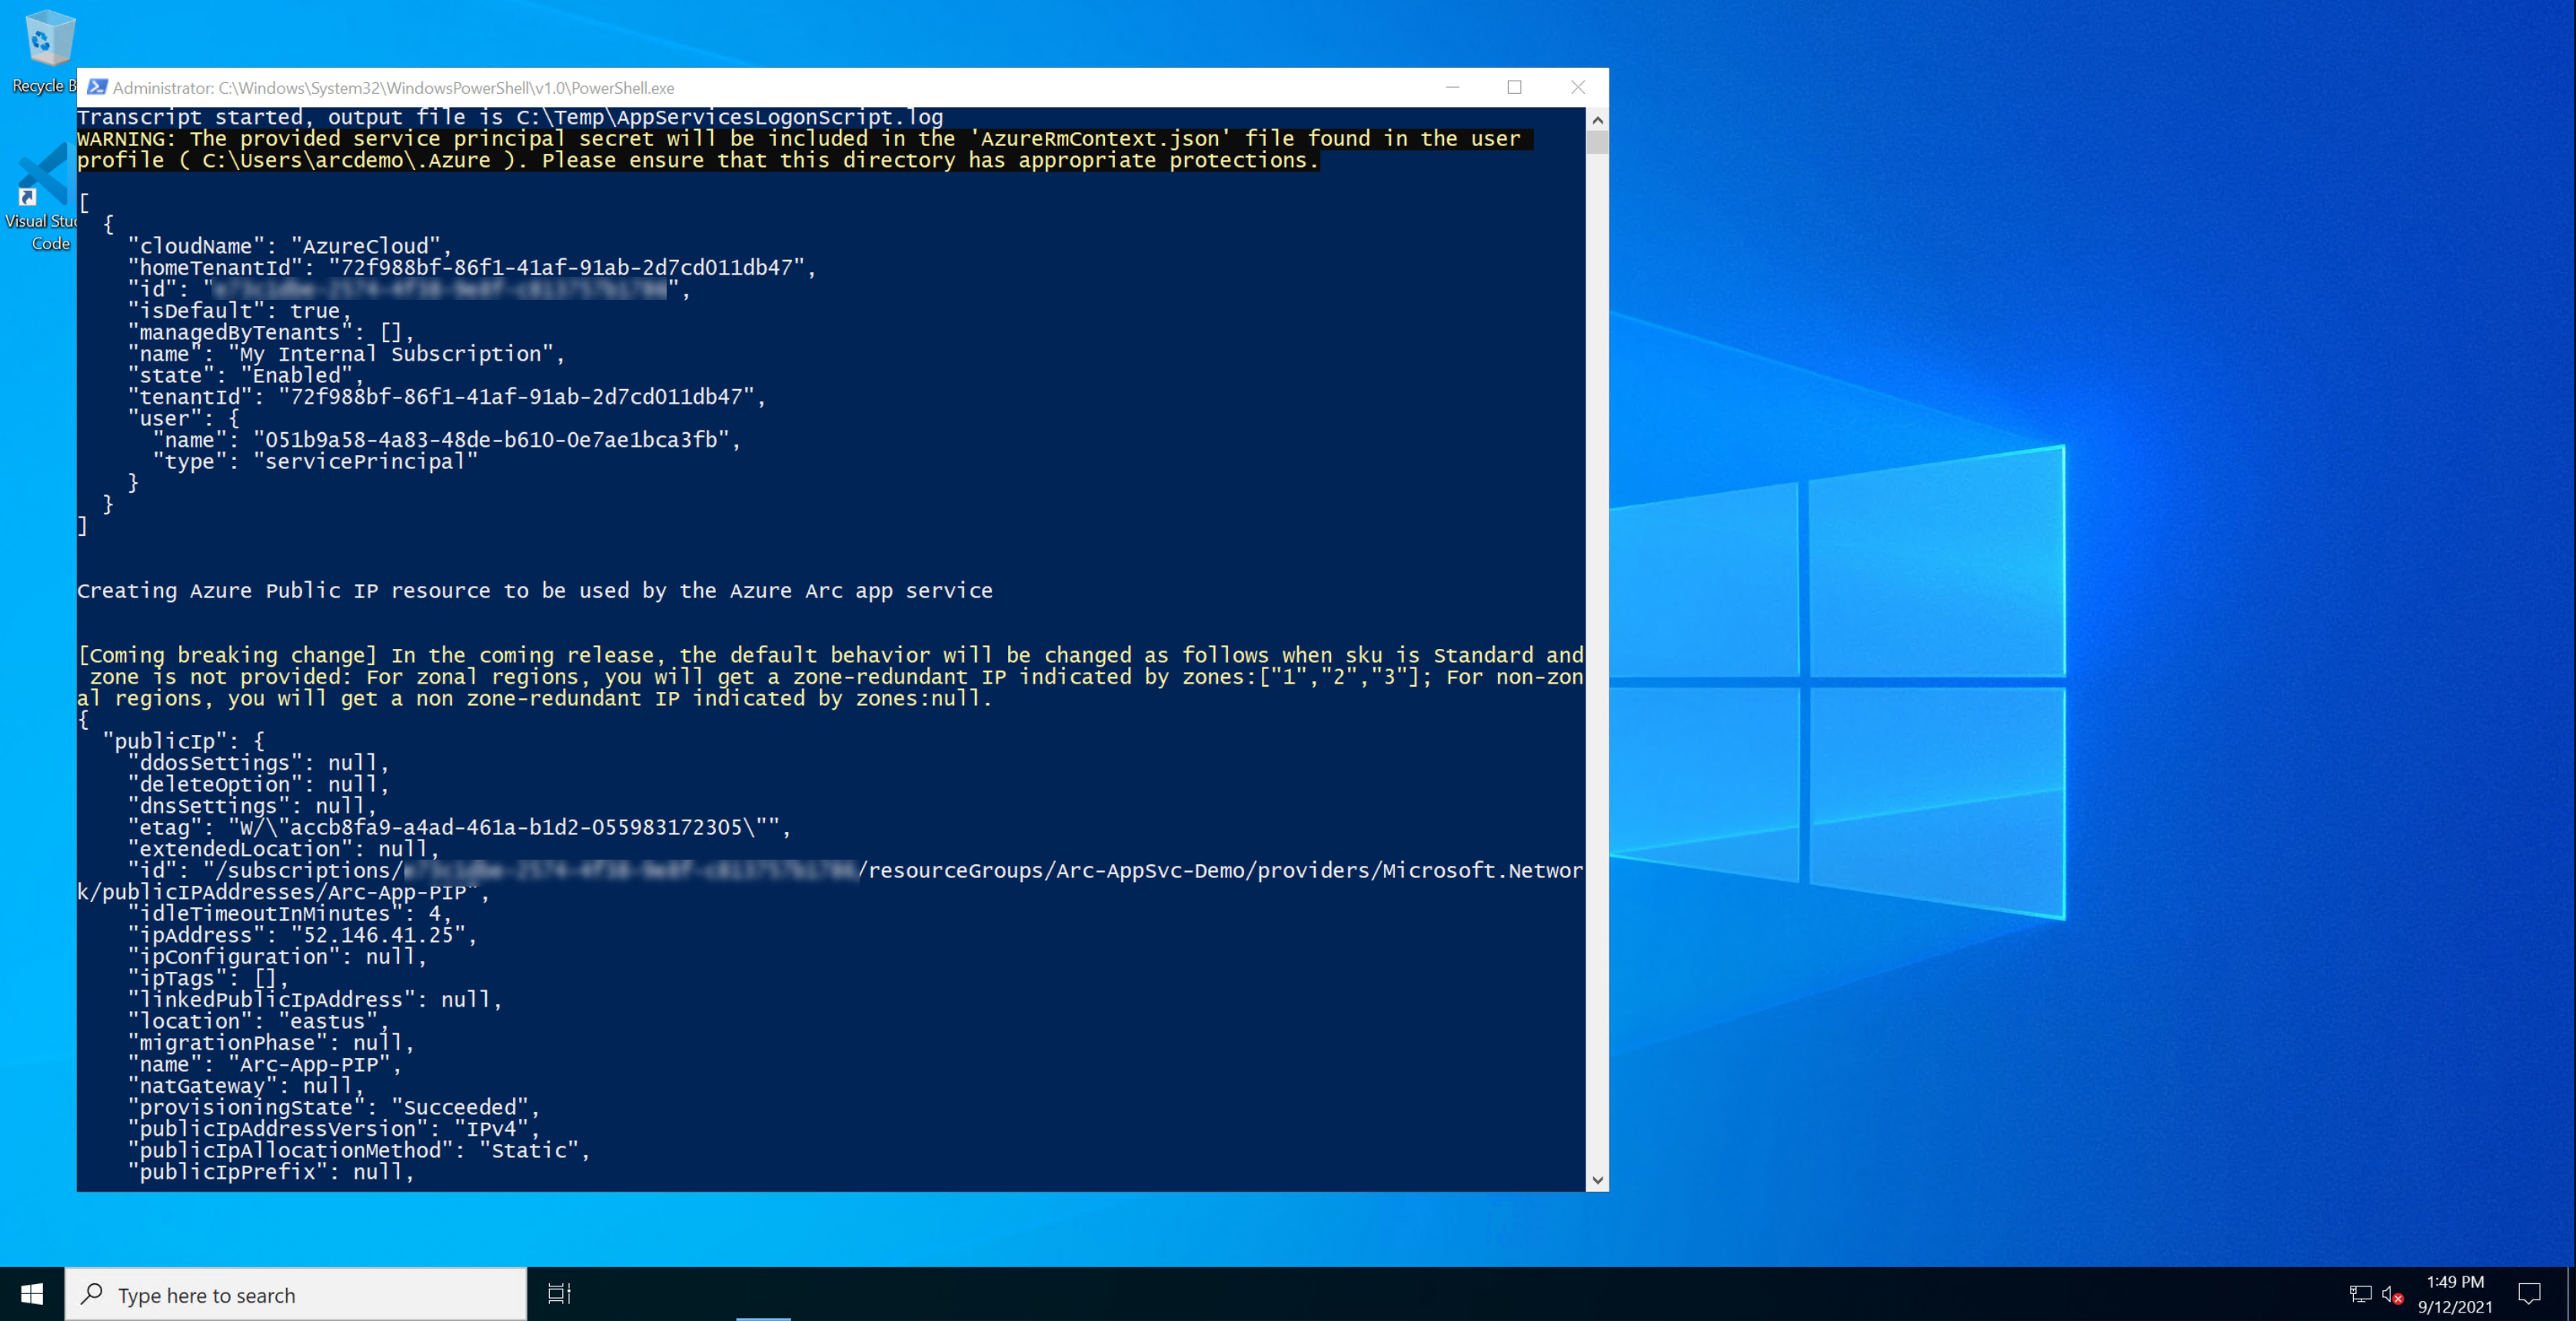 Recycle B
Visual Stud
Code
Administrator: C:\Windows\System32\WindowsPowerShell\v1.0\PowerShell.exe
Transcript started, output file is C:\Temp\AppServicesLogonScript.log
WARNING: The provided service principal secret will be included in the 'AzureRmContext.json' file found in the user
profile ( C:\Users\arcdemo\.Azure ). Please ensure that this directory has appropriate protections.
[
{
"cloudName": "AzureCloud",
"homeTenantId": "72f988bf-86f1-41af-91ab-2d7cd011db47",
"id": "",
"isDefault": true,
"managedByTenants": [],
"name": "My Internal Subscription",
"state": "Enabled",
"tenantId": "72f988bf-86f1-41af-91ab-2d7cd011db47",
"user": {
"name": "051b9a58-4a83-48de-b610-0e7ae1bca3fb",
"type": "servicePrincipal"
}
}
]
Creating Azure Public IP resource to be used by the Azure Arc app service
[Coming breaking change] In the coming release, the default behavior will be changed as follows when sku is Standard and
zone is not provided: For zonal regions, you will get a zone-redundant IP indicated by zones:["1","2","3"]; For non-zon
al regions, you will get a non zone-redundant IP indicated by zones:null.
{
"publicIp": {
"ddosSettings": null,
"deleteOption": null,
"dnsSettings": null,
"etag": "W/\"accb8fa9-a4ad-461a-b1d2-055983172305\"",
"extendedLocation": null,
"id": "/subscriptions/ /resourceGroups/Arc-AppSvc-Demo/providers/Microsoft.Networ
k/publicIPAddresses/Arc-App-PIP",
"idleTimeoutInMinutes": 4,
"ipAddress": "52.146.41.25",
"ipConfiguration": null,
"ipTags": [],
"linkedPublicIpAddress": null,
"location": "eastus",
"migrationPhase": null,
"name": "Arc-App-PIP",
"natGateway": null,
"provisioningState": "Succeeded",
"publicIpAddressVersion": "IPv4",
"publicIpAllocationMethod": "Static",
"publicIpPrefix": null,
Type here to search
1:49 PM
9/12/2021